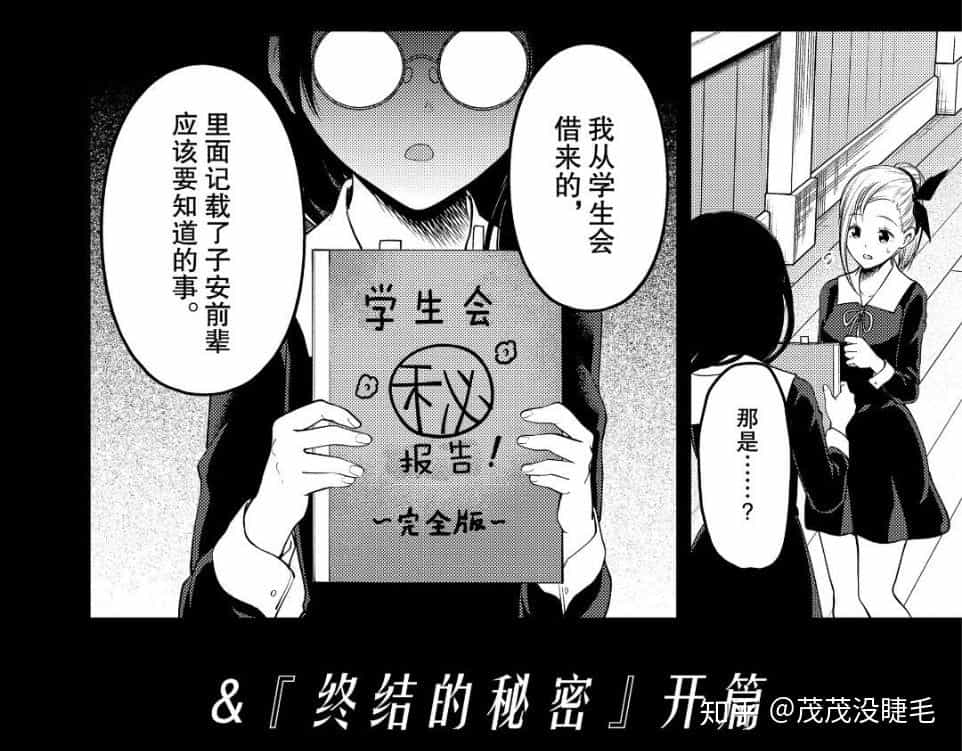 那是……?
我从学生会
借来的，
里面记载了子安前辈
应该要知道的事。
学生会
秘
报告！
~完全版~
&『终结的秘密』开篇
知乎 @茂茂没睫毛